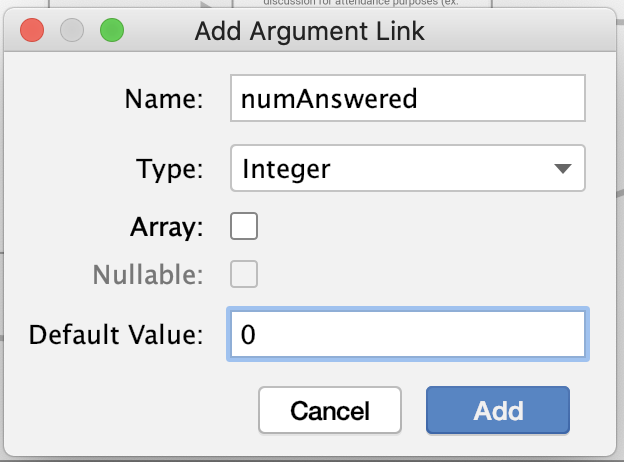 discussion for attendance purposes (ex.
Add Argument Link
Name: numAnswered
Type: Integer
Array:
Nullable:
Default Value: 0
Cancel Add